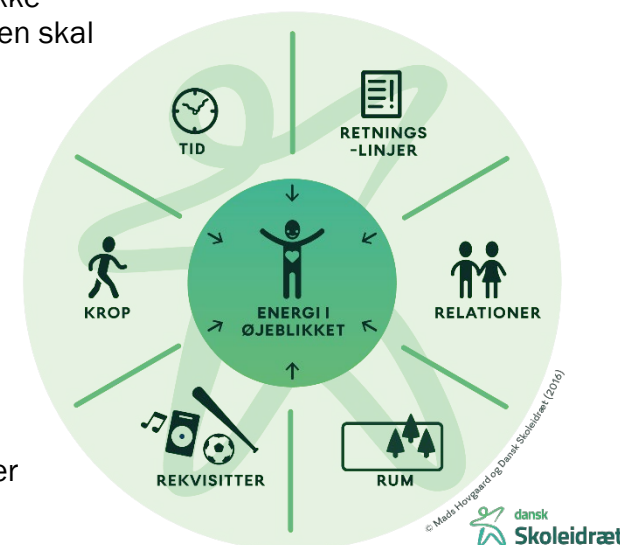 en skal
TID
RETNINGS
-LINJER
KROP
ENERGI I
ØJEBLIKKET
RELATIONER
REKVISITTER
RUM
er
© Mads Hovgaard og Dansk Skoleidræt (2016)
dansk
Skoleidræt